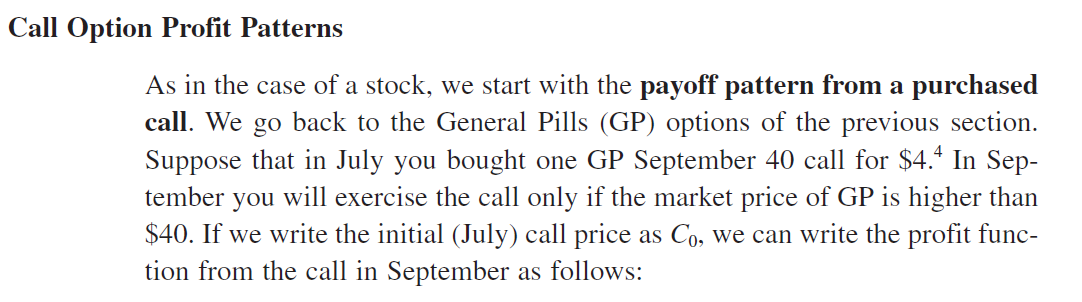 Call Option Profit Patterns
As in the case of a stock, we start with the payoff pattern from a purchased
call. We go back to the General Pills (GP) options of the previous section.
Suppose that in July you bought one GP September 40 call for $4.⁴ In Sep-
tember you will exercise the call only if the market price of GP is higher than
$40. If we write the initial (July) call price as C₀, we can write the profit func-
tion from the call in September as follows: